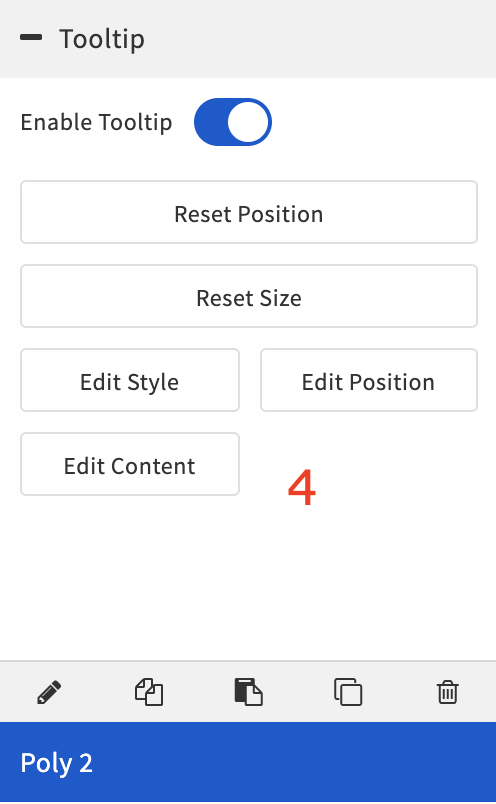 Tooltip
Enable Tooltip
Reset Position
Reset Size
Edit Style
Edit Position
Edit Content
4
Poly 2